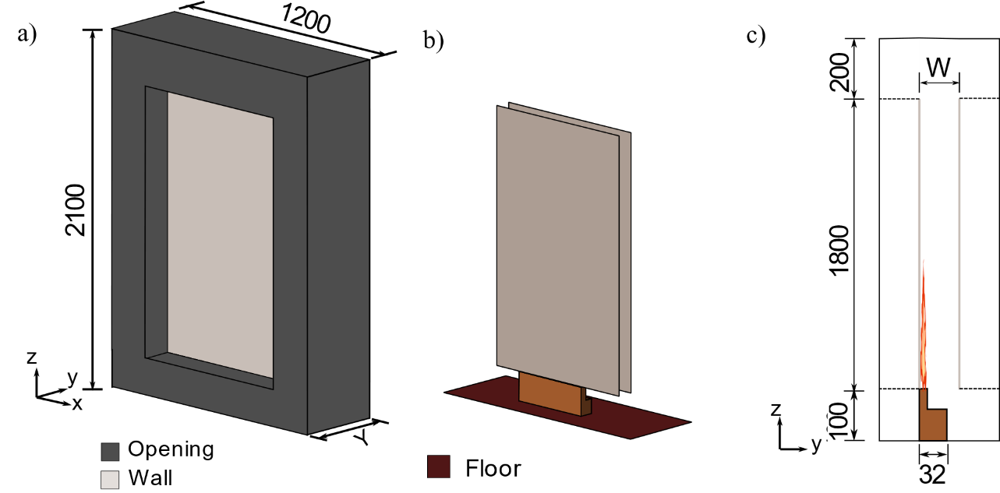 a)
1200
2100
z
y
x
Y
Opening
Wall
b)
Floor
c)
200
W
1800
100
z
y
32